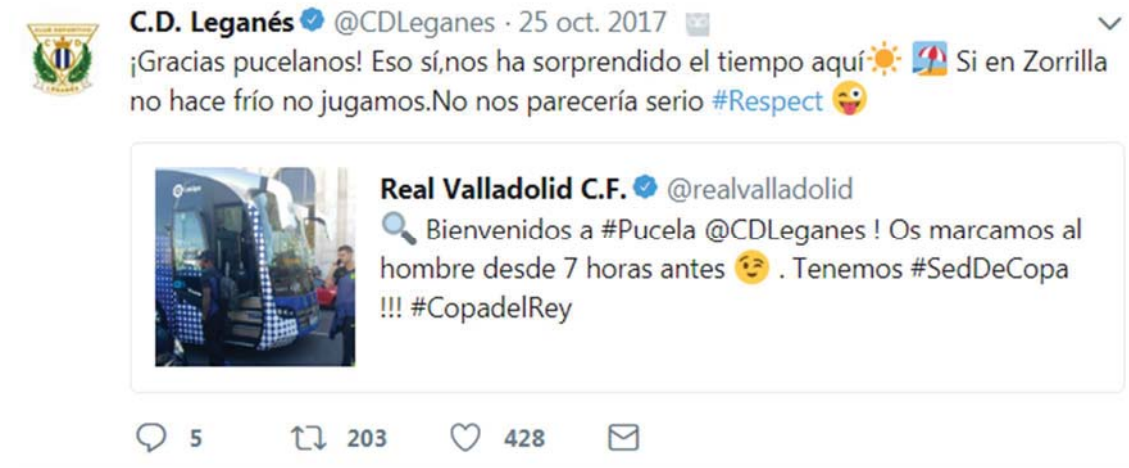 C.D. Leganés @CDLeganes · 25 oct. 2017
¡Gracias pucelanos! Eso sí,nos ha sorprendido el tiempo aquí☀️ 🏖️ Si en Zorrilla
no hace frío no jugamos.No nos parecería serio #Respect 😜
Real Valladolid C.F. @realvalladolid
🔍 Bienvenidos a #Pucela @CDLeganes ! Os marcamos al
hombre desde 7 horas antes 😉 . Tenemos #SedDeCopa
!!! #CopadelRey
5 203 428